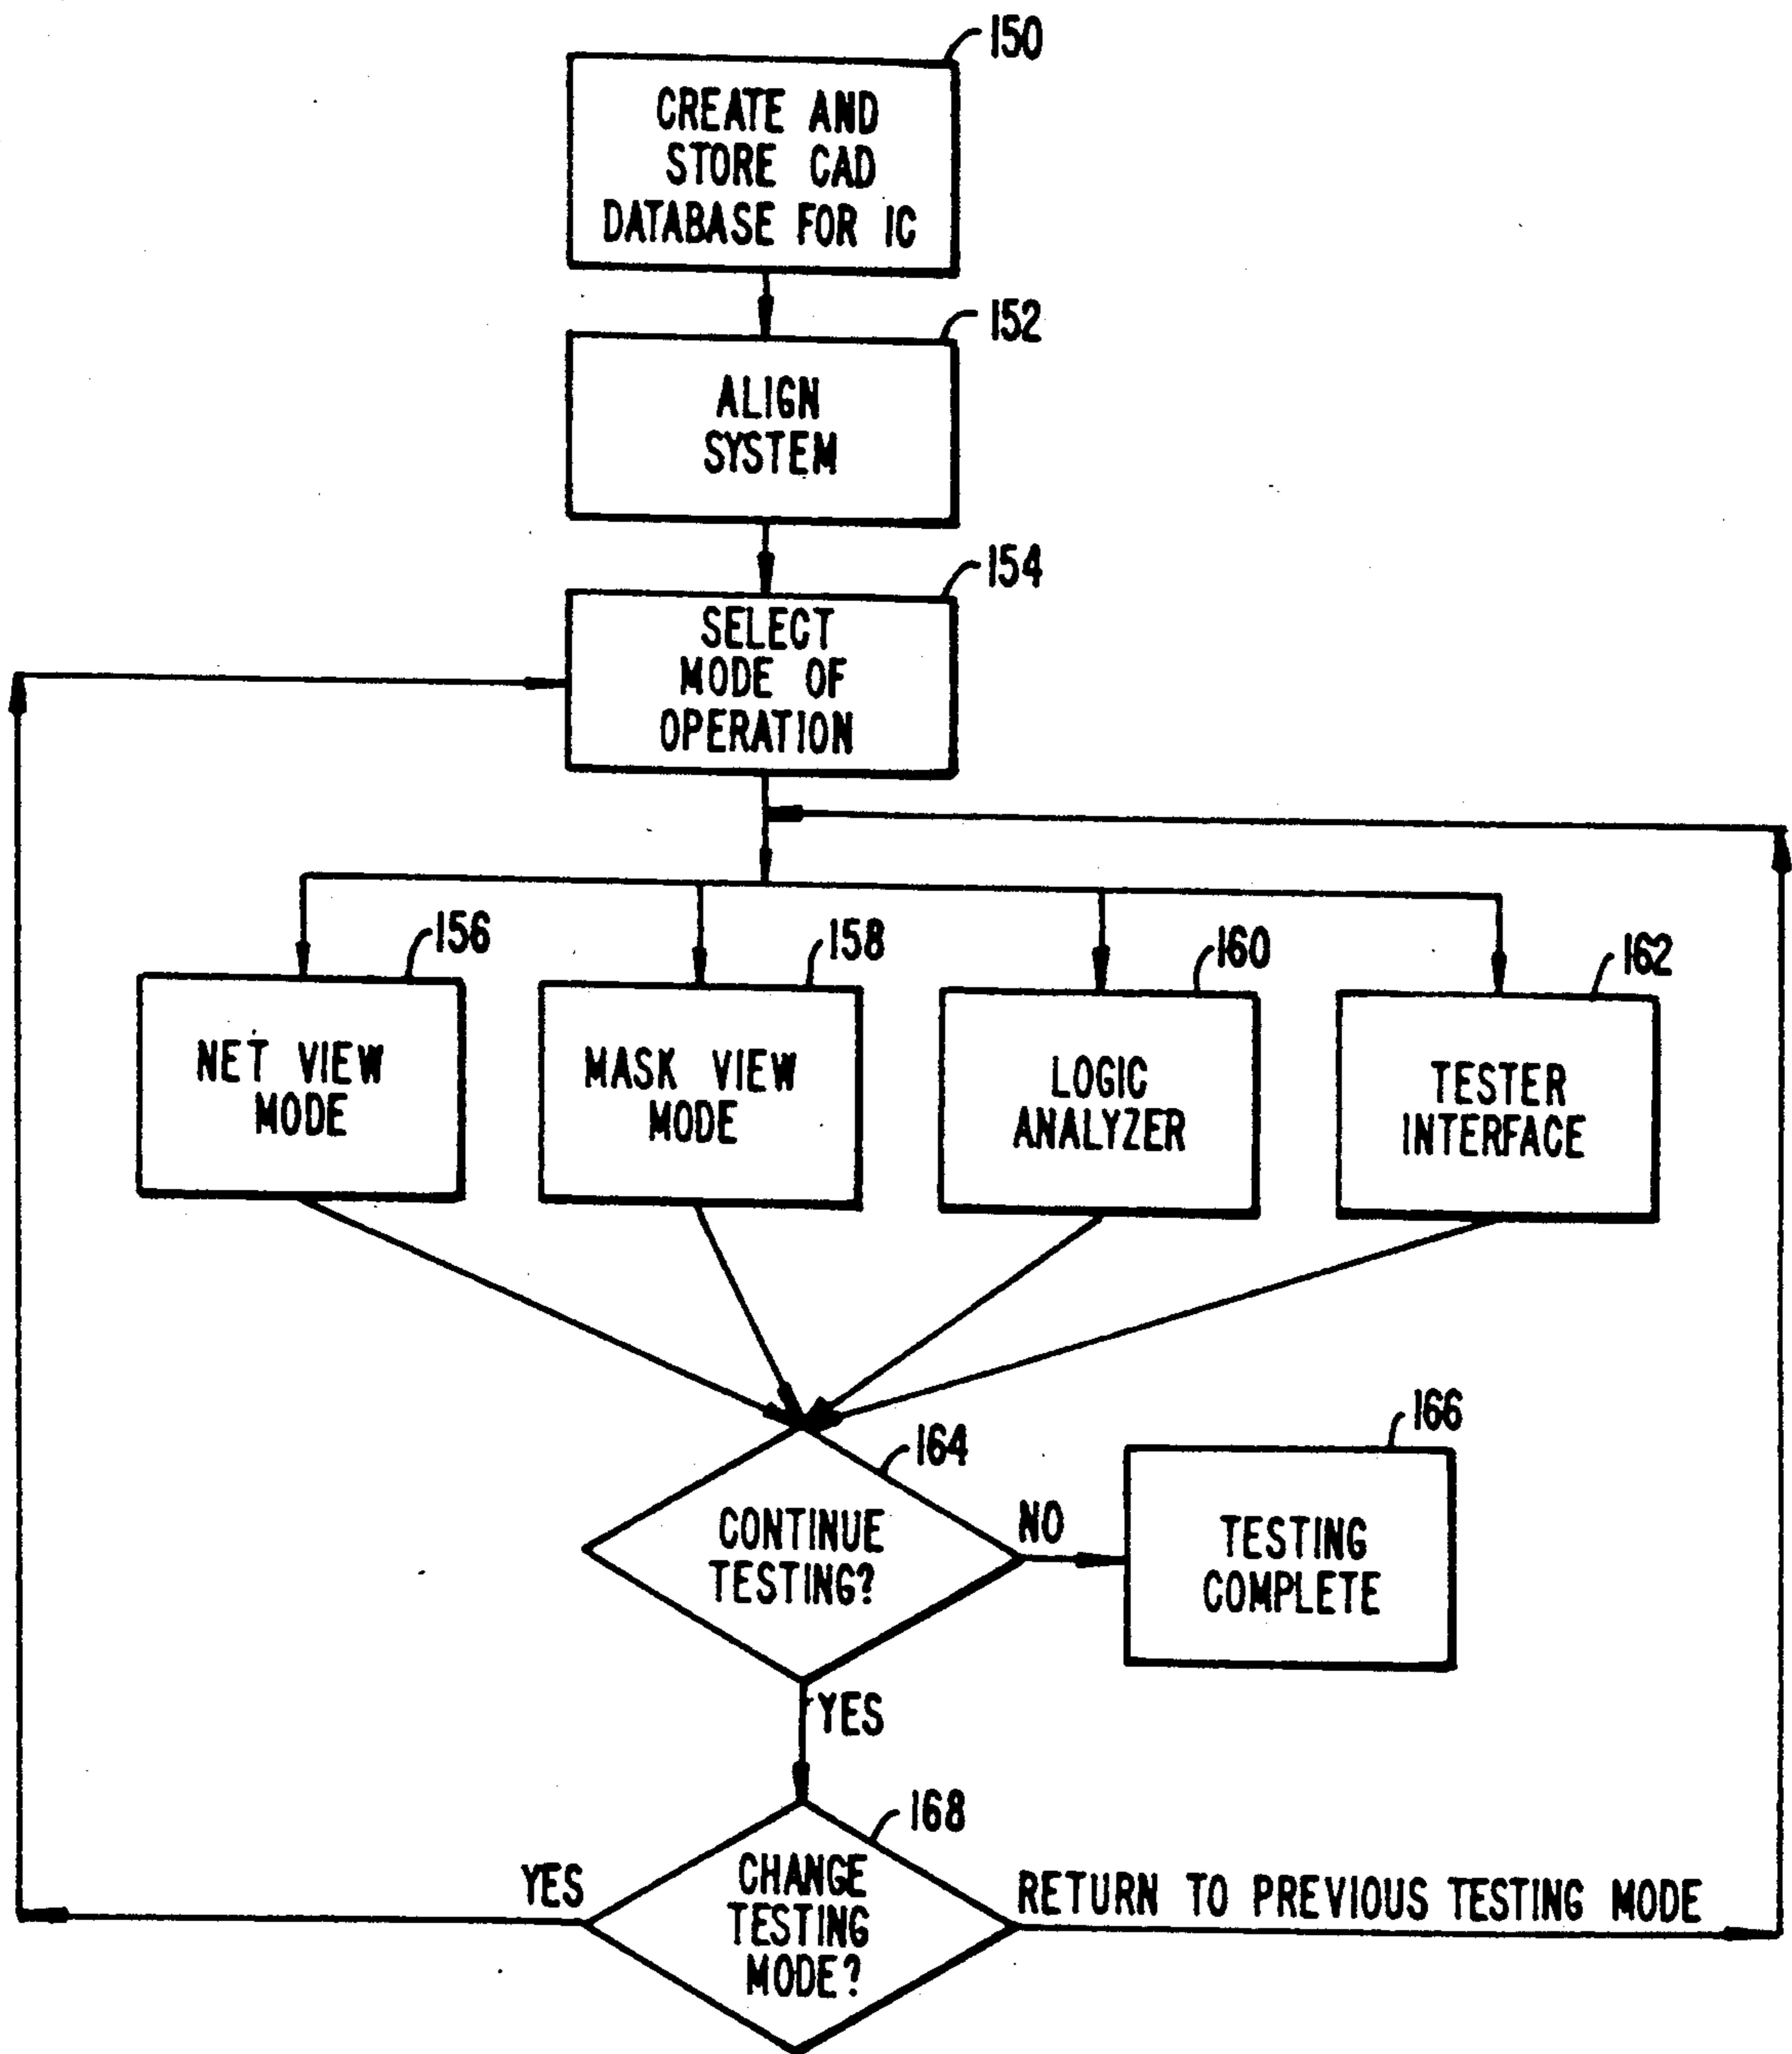 150
CREATE AND
STORE CAD
DATABASE FOR IC
152
ALIGN
SYSTEM
154
SELECT
MODE OF
OPERATION
156
NET VIEW
MODE
158
MASK VIEW
MODE
160
LOGIC
ANALYZER
162
TESTER
INTERFACE
164
CONTINUE
TESTING?
NO
166
TESTING
COMPLETE
YES
168
CHANGE
TESTING
MODE?
YES
RETURN TO PREVIOUS TESTING MODE